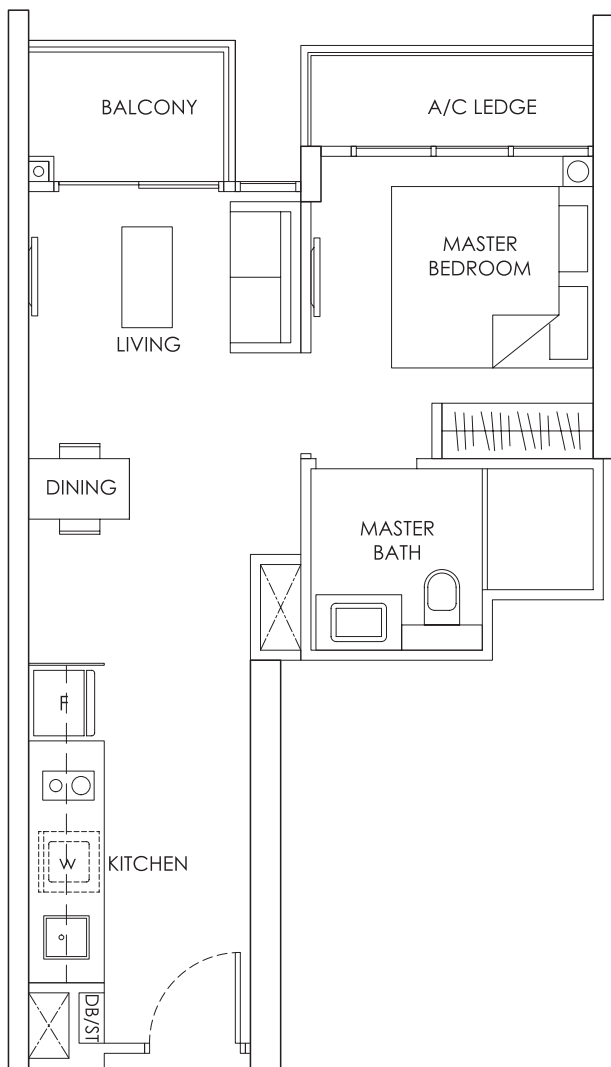 BALCONY
A/C LEDGE
MASTER
BEDROOM
LIVING
DINING
MASTER
BATH
F
W
KITCHEN
DB/ST